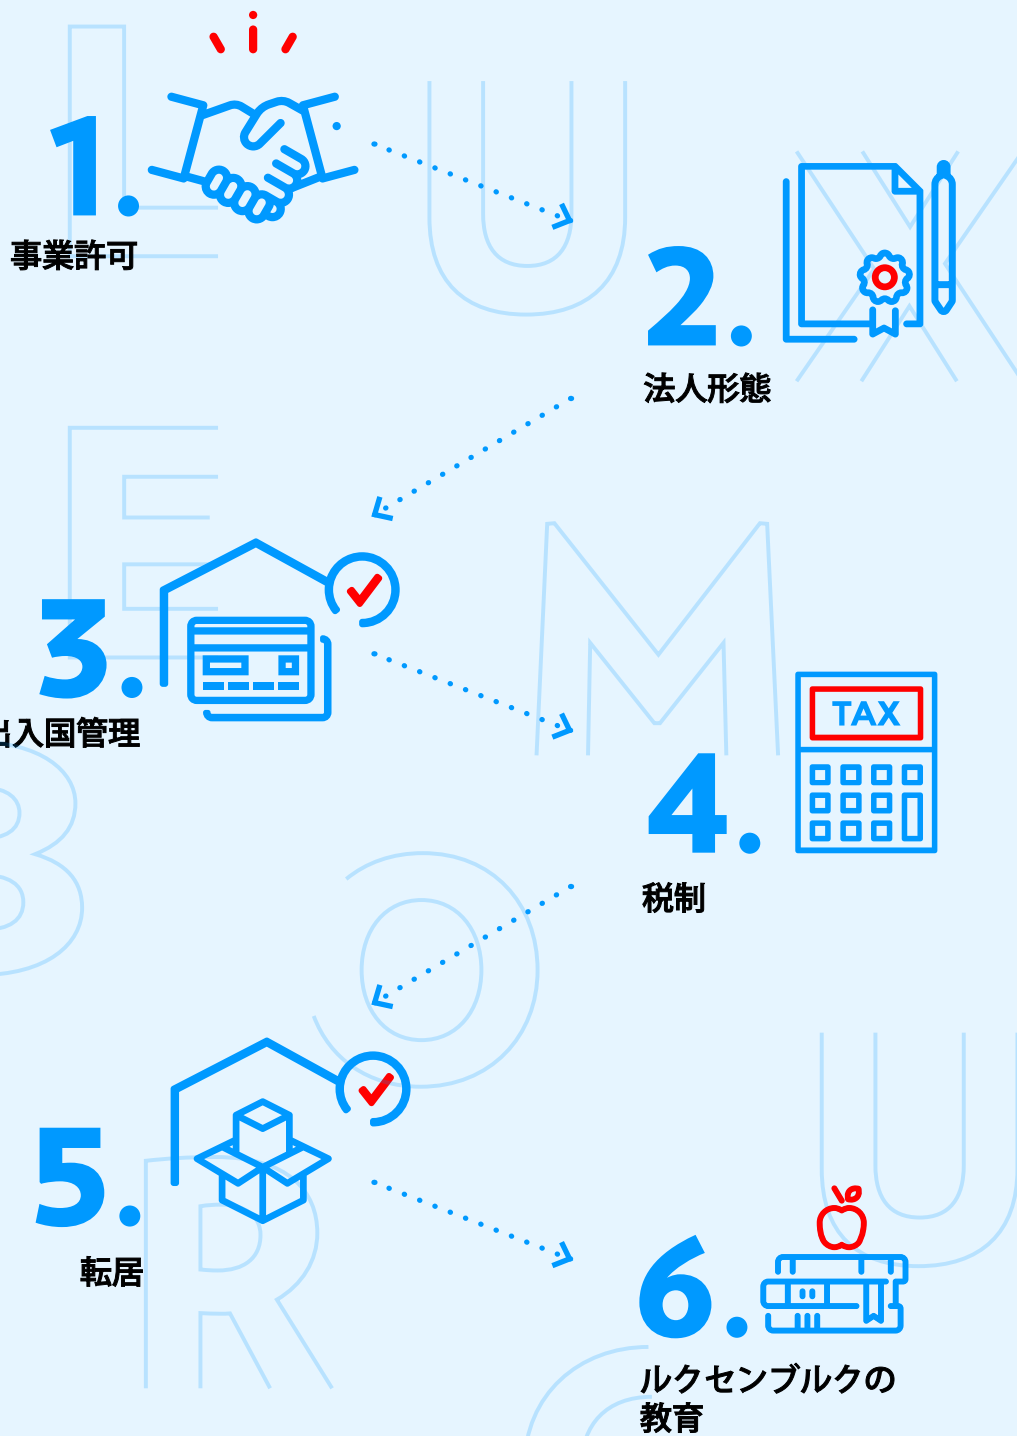 1.
事業許可
2.
法人形態
3.
出入国管理
TAX
4.
税制
5.
転居
6.
ルクセンブルクの
教育